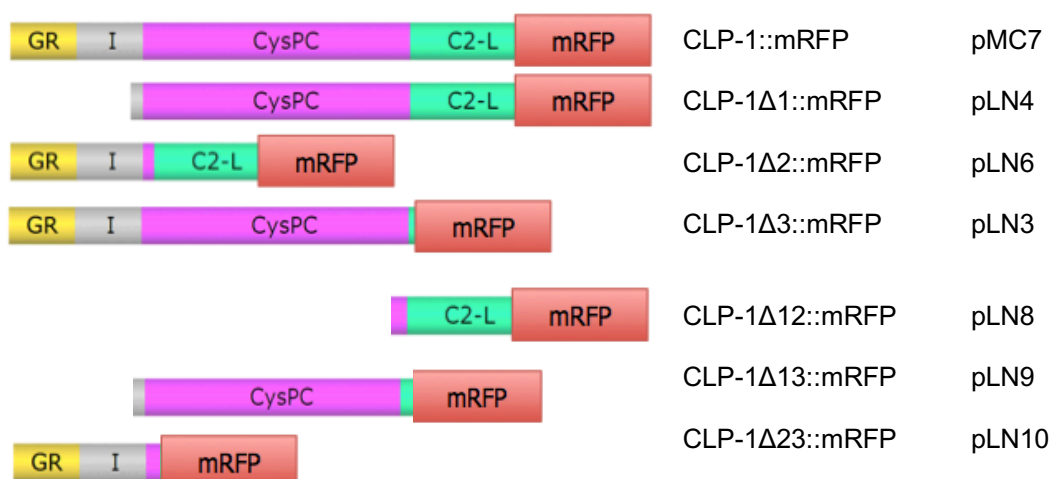 GR I CysPC C2-L mRFP CLP-1::mRFP pMC7
CysPC C2-L mRFP CLP-1Δ1::mRFP pLN4
GR I C2-L mRFP CLP-1Δ2::mRFP pLN6
GR I CysPC mRFP CLP-1Δ3::mRFP pLN3
C2-L mRFP CLP-1Δ12::mRFP pLN8
CysPC mRFP CLP-1Δ13::mRFP pLN9
GR I mRFP CLP-1Δ23::mRFP pLN10